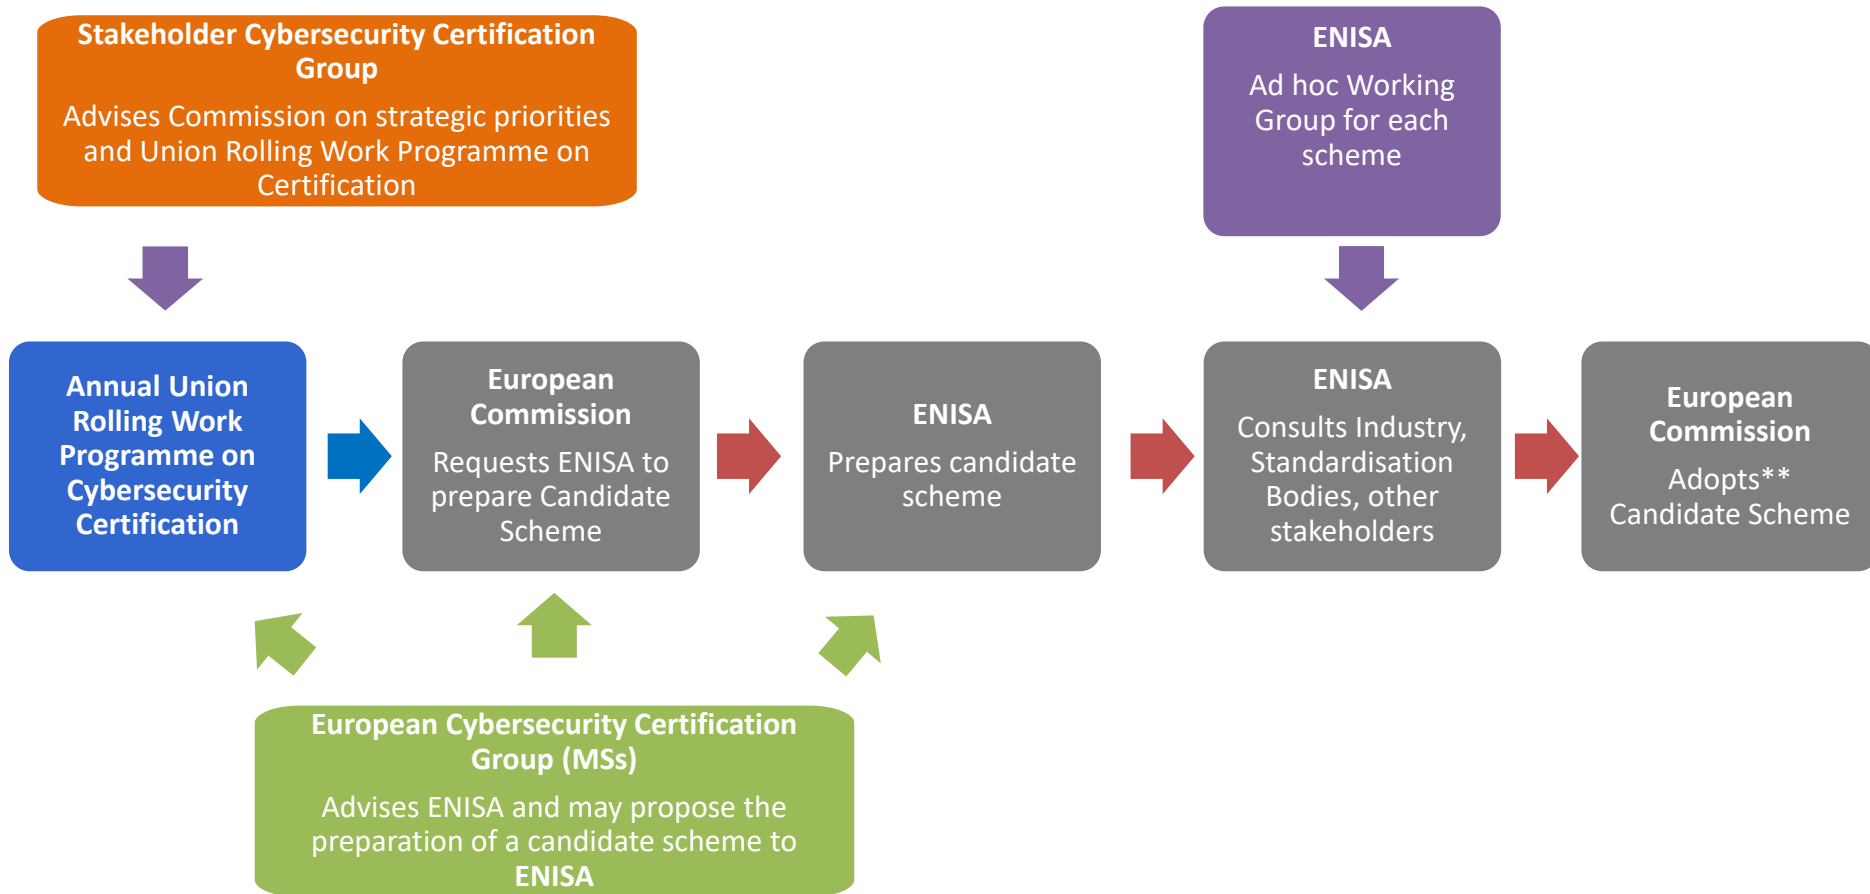 Stakeholder Cybersecurity Certification
Group
Advises Commission on strategic priorities
and Union Rolling Work Programme on
Certification
ENISA
Ad hoc Working
Group for each
scheme
Annual Union
Rolling Work
Programme on
Cybersecurity
Certification
European
Commission
Requests ENISA to
prepare Candidate
Scheme
ENISA
Prepares candidate
scheme
ENISA
Consults Industry,
Standardisation
Bodies, other
stakeholders
European
Commission
Adopts**
Candidate Scheme
European Cybersecurity Certification
Group (MSs)
Advises ENISA and may propose the
preparation of a candidate scheme to
ENISA